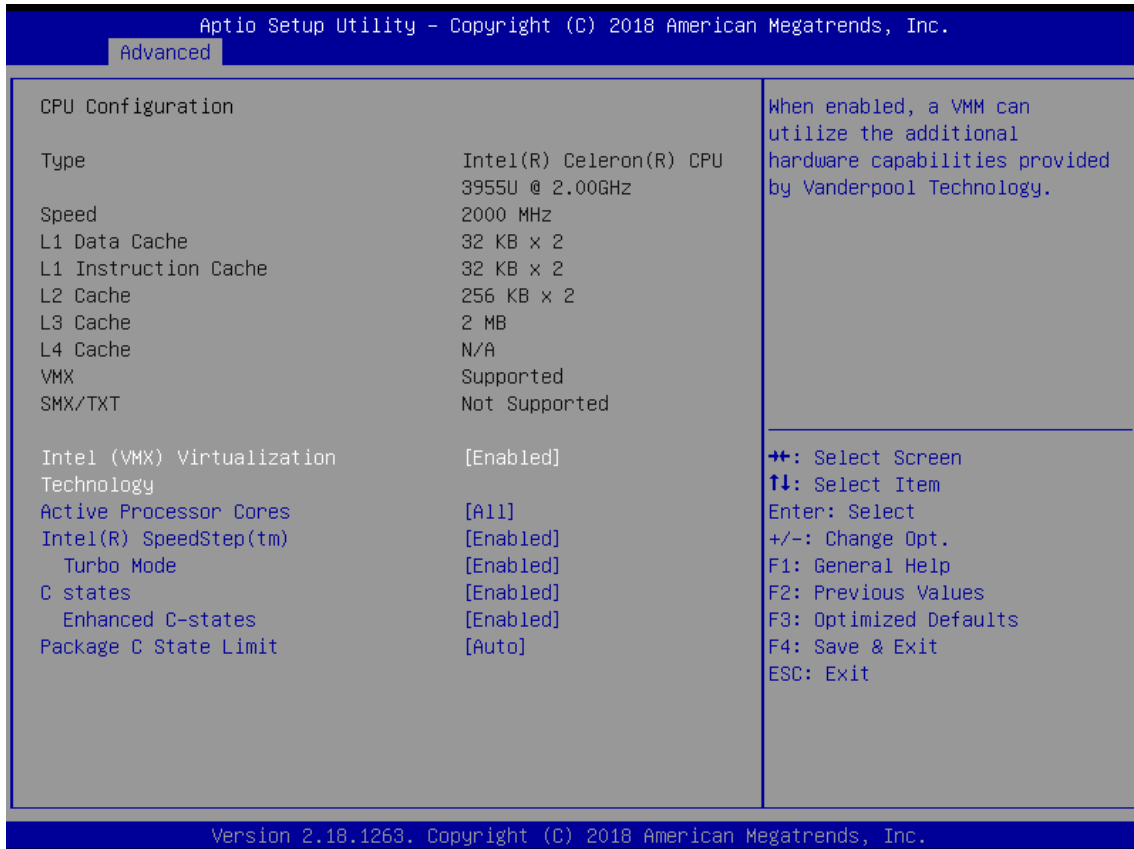 Aptio Setup Utility – Copyright (C) 2018 American Megatrends, Inc.
Advanced
CPU Configuration
Type Intel(R) Celeron(R) CPU
3955U @ 2.00GHz
Speed 2000 MHz
L1 Data Cache 32 KB x 2
L1 Instruction Cache 32 KB x 2
L2 Cache 256 KB x 2
L3 Cache 2 MB
L4 Cache N/A
VMX Supported
SMX/TXT Not Supported
Intel (VMX) Virtualization [Enabled]
Technology
Active Processor Cores [All]
Intel(R) SpeedStep(tm) [Enabled]
Turbo Mode [Enabled]
C states [Enabled]
Enhanced C-states [Enabled]
Package C State Limit [Auto]
When enabled, a VMM can
utilize the additional
hardware capabilities provided
by Vanderpool Technology.
→←: Select Screen
↑↓: Select Item
Enter: Select
+/-: Change Opt.
F1: General Help
F2: Previous Values
F3: Optimized Defaults
F4: Save & Exit
ESC: Exit
Version 2.18.1263. Copyright (C) 2018 American Megatrends, Inc.